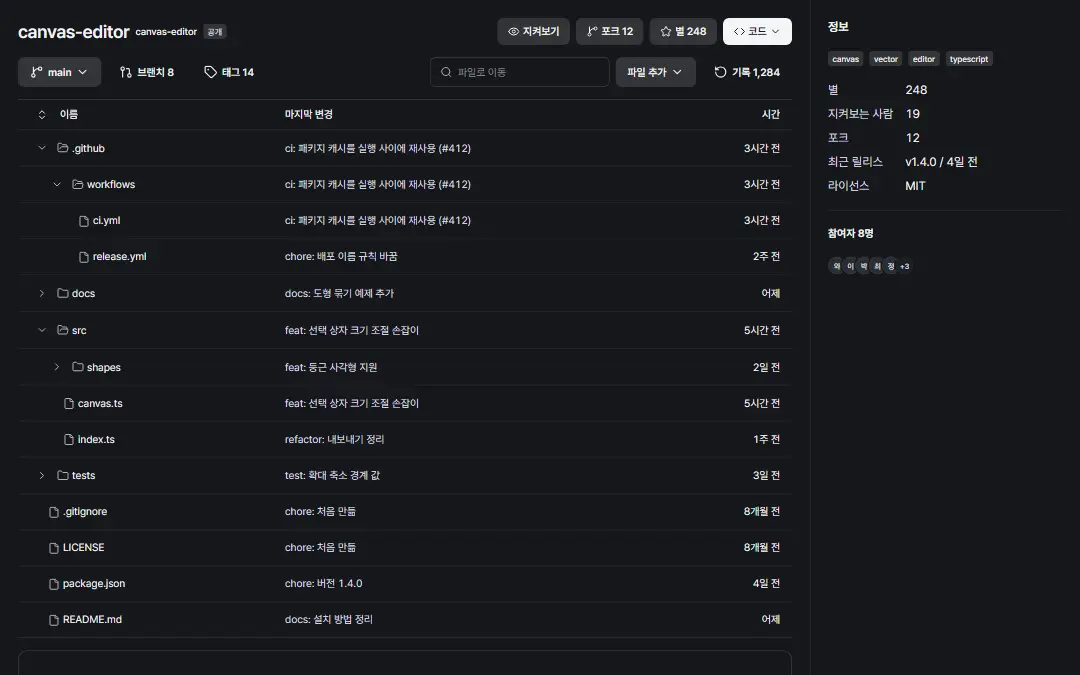 canvas-editor canvas-editor 공개 지켜보기 포크 12 별 248 코드
main 브랜치 8 태그 14 파일로 이동 파일 추가 기록 1,284
이름 마지막 변경 시간
.github ci: 패키지 캐시를 실행 사이에 재사용 (#412) 3시간 전
workflows ci: 패키지 캐시를 실행 사이에 재사용 (#412) 3시간 전
ci.yml ci: 패키지 캐시를 실행 사이에 재사용 (#412) 3시간 전
release.yml chore: 배포 이름 규칙 바꿈 2주 전
docs docs: 도형 묶기 예제 추가 어제
src feat: 선택 상자 크기 조절 손잡이 5시간 전
shapes feat: 둥근 사각형 지원 2일 전
canvas.ts feat: 선택 상자 크기 조절 손잡이 5시간 전
index.ts refactor: 내보내기 정리 1주 전
tests test: 확대 축소 경계 값 3일 전
.gitignore chore: 처음 만듦 8개월 전
LICENSE chore: 처음 만듦 8개월 전
package.json chore: 버전 1.4.0 4일 전
README.md docs: 설치 방법 정리 어제
정보
canvas vector editor typescript
별 248
지켜보는 사람 19
포크 12
최근 릴리스 v1.4.0 / 4일 전
라이선스 MIT
참여자 8명
와 이 박 최 정 +3